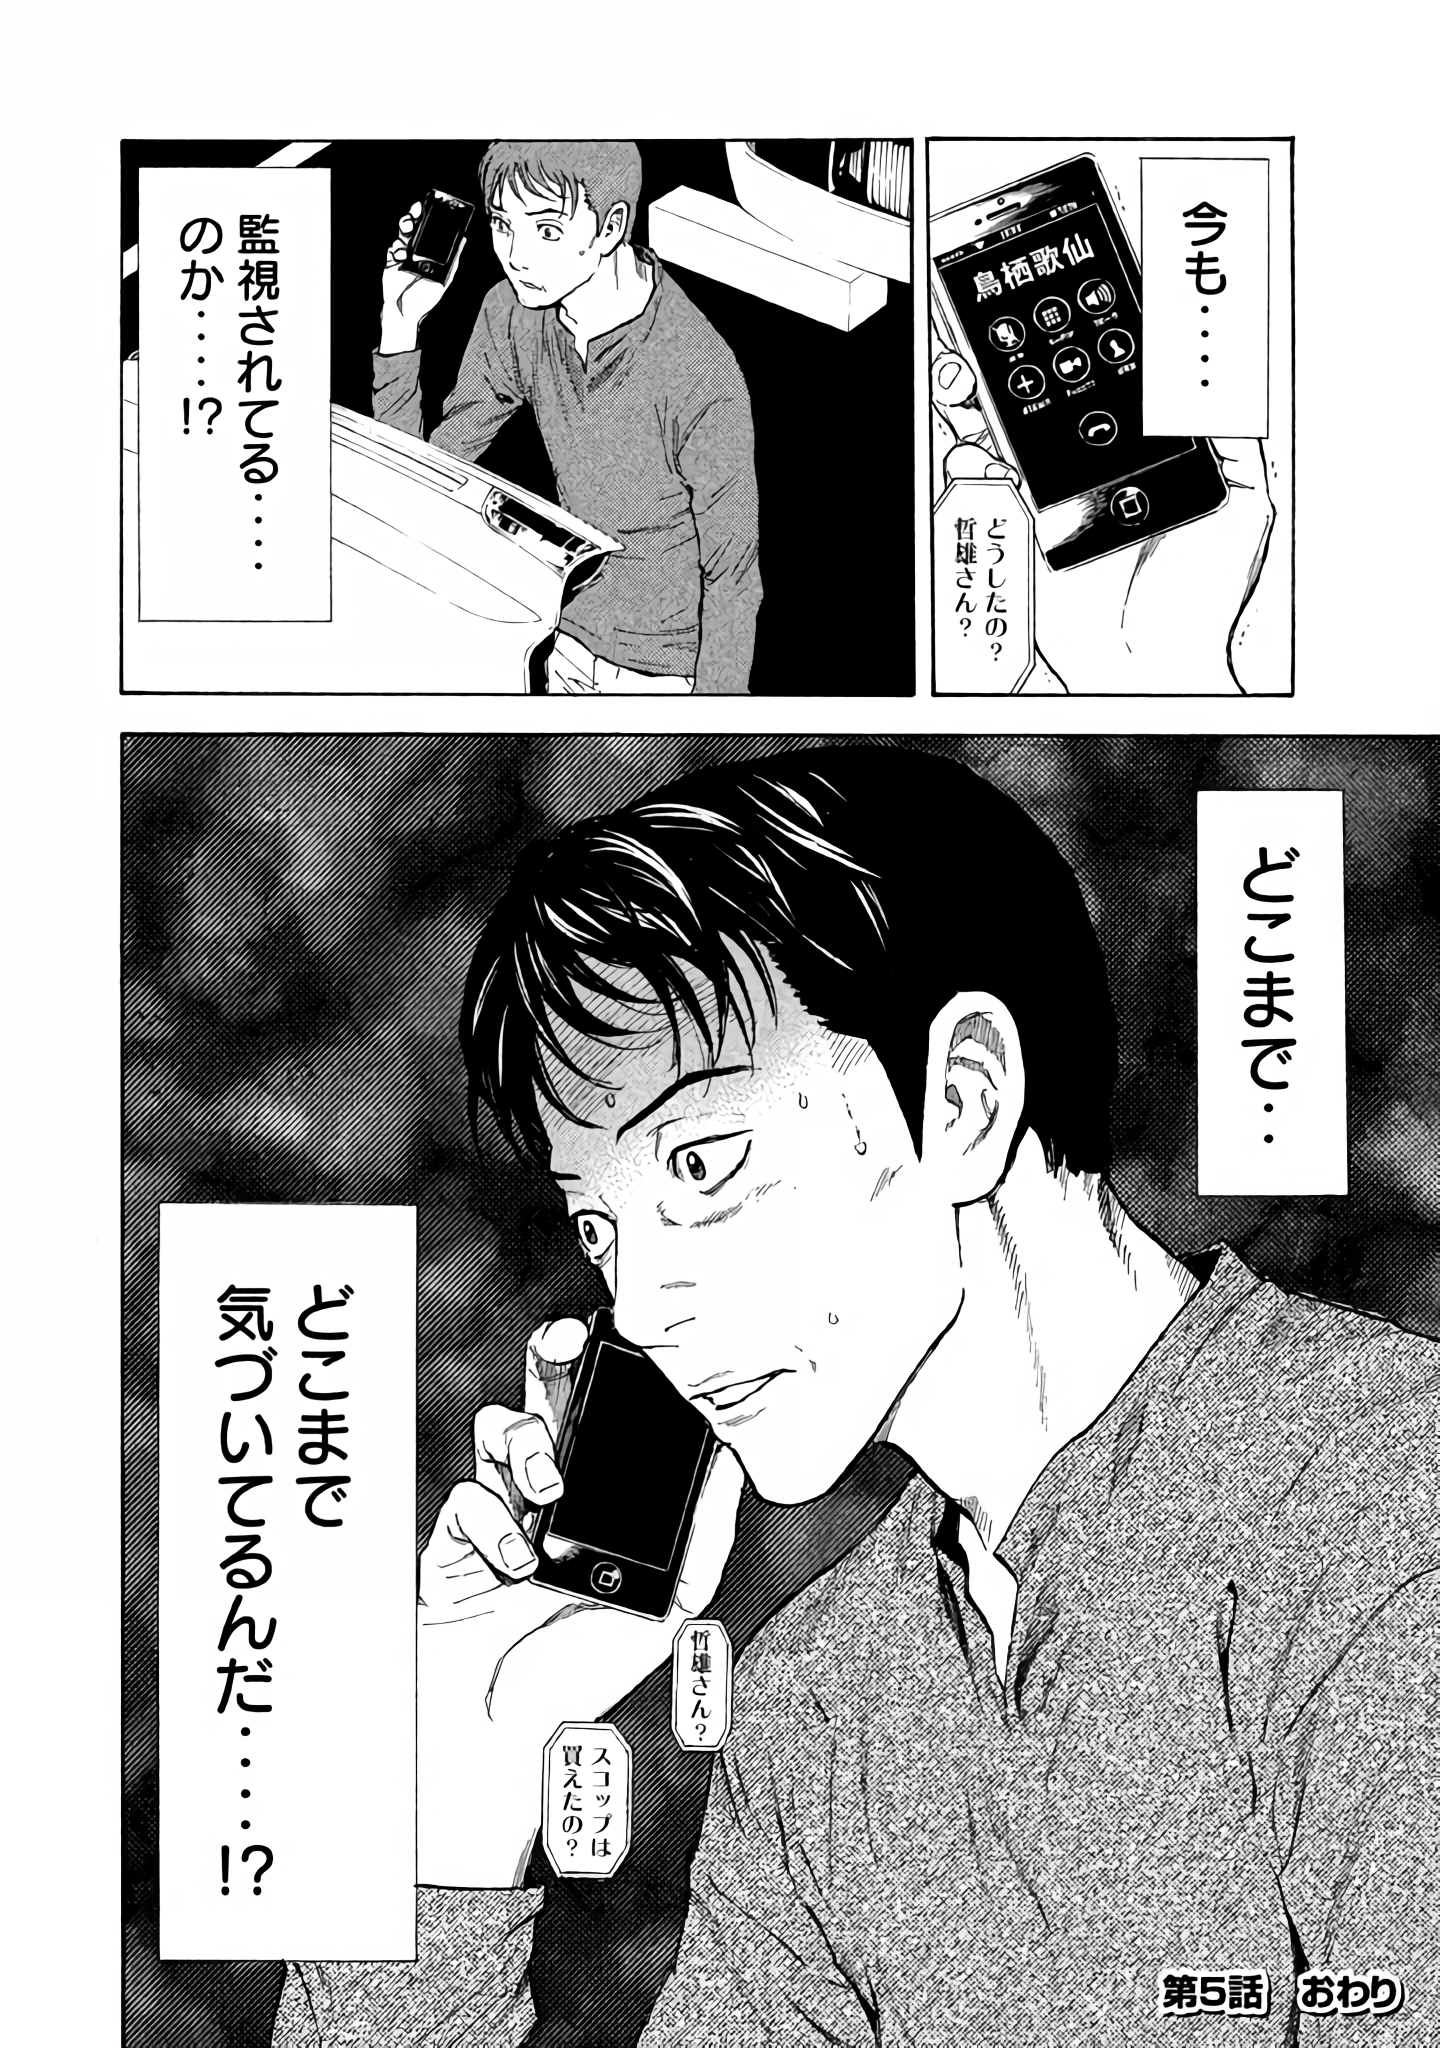 今も‥‥
鳥栖歌仙
どうしたの?
哲雄さん?
監視されてる‥‥
のか‥‥!?
どこまで‥
どこまで
気づいてるんだ‥‥!?
哲雄さん?
スコップは
買えたの?
第5話 おわり